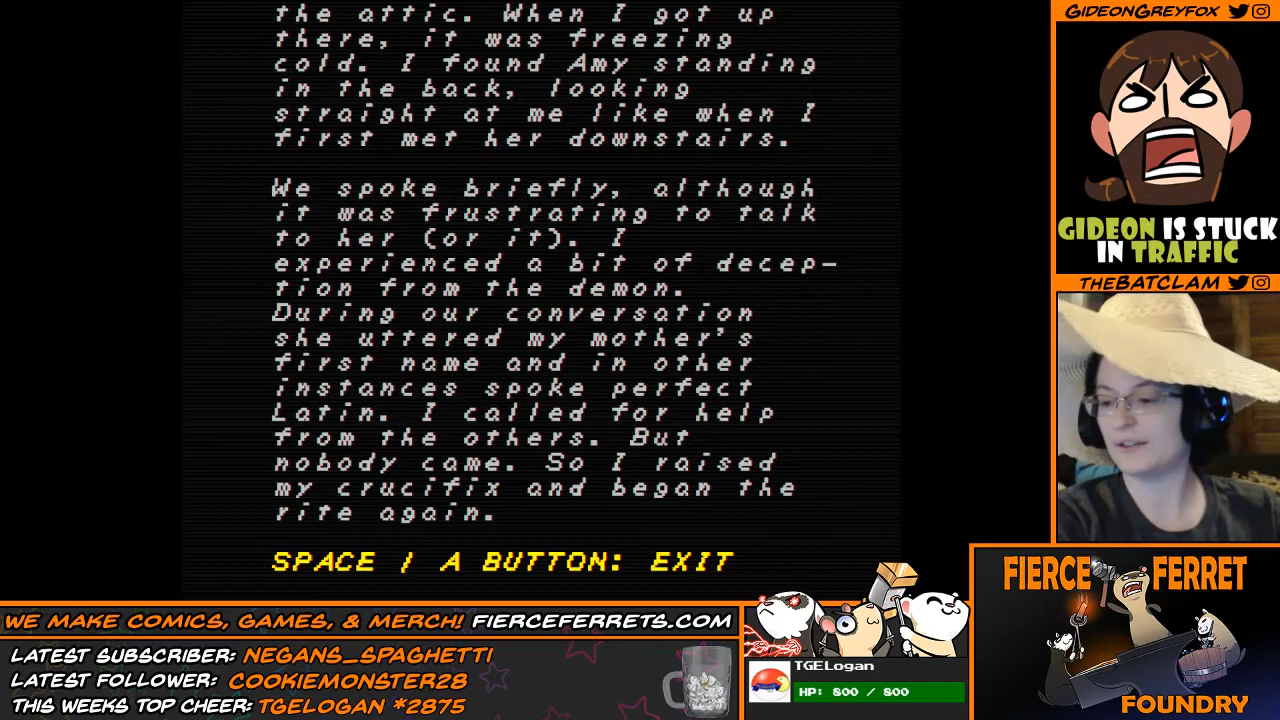 the attic. When I got up
there, it was freezing
cold. I found Amy standing
in the back, looking
straight at me like when I
first met her downstairs.
We spoke briefly, although
it was frustrating to talk
to her (or it). I
experienced a bit of decep-
tion from the demon.
During our conversation
she uttered my mother's
first name and in other
instances spoke perfect
Latin. I called for help
from the others. But
nobody came. So I raised
my crucifix and began the
rite again.
SPACE / A BUTTON: EXIT
GIDEONGREYFOX
GIDEON IS STUCK
IN TRAFFIC
THEBATCLAM
FIERCE FERRET
FOUNDRY
WE MAKE COMICS, GAMES, & MERCH! FIERCEFERRETS.COM
LATEST SUBSCRIBER: NEGANS_SPAGHETTI
LATEST FOLLOWER: COOKIEMONSTER28
THIS WEEKS TOP CHEER: TGELOGAN *2875
TGELogan
HP: 800 / 800